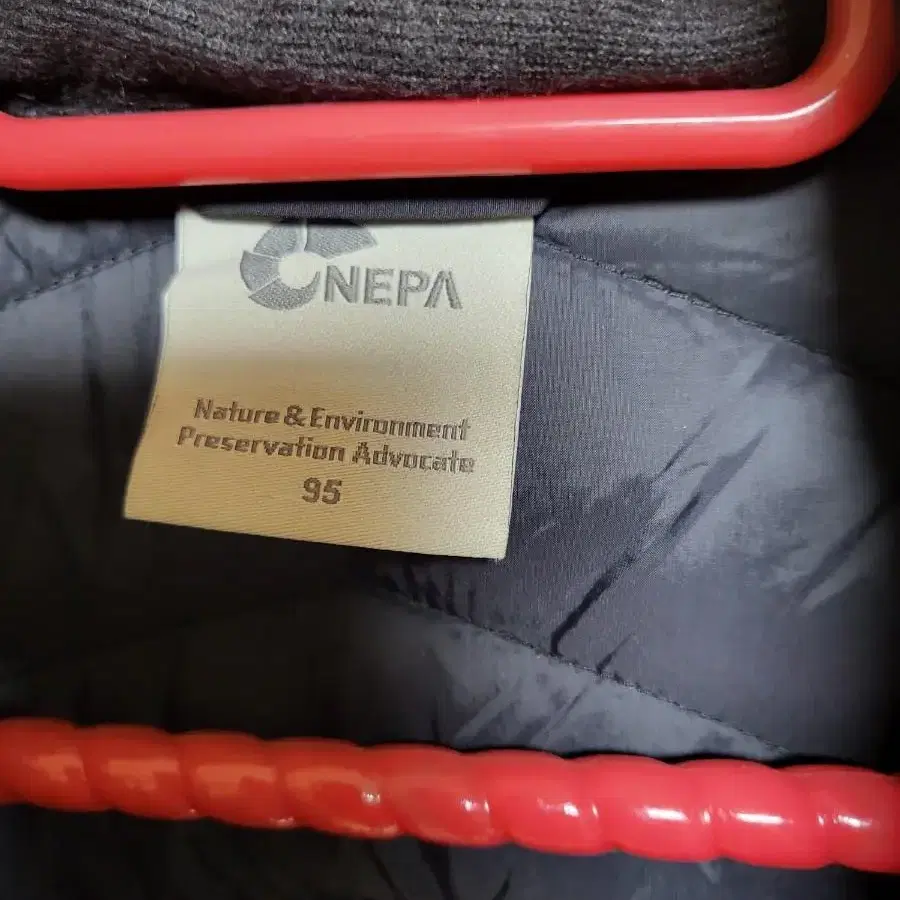 NEPA
Nature & Environment
Preservation Advocate
95